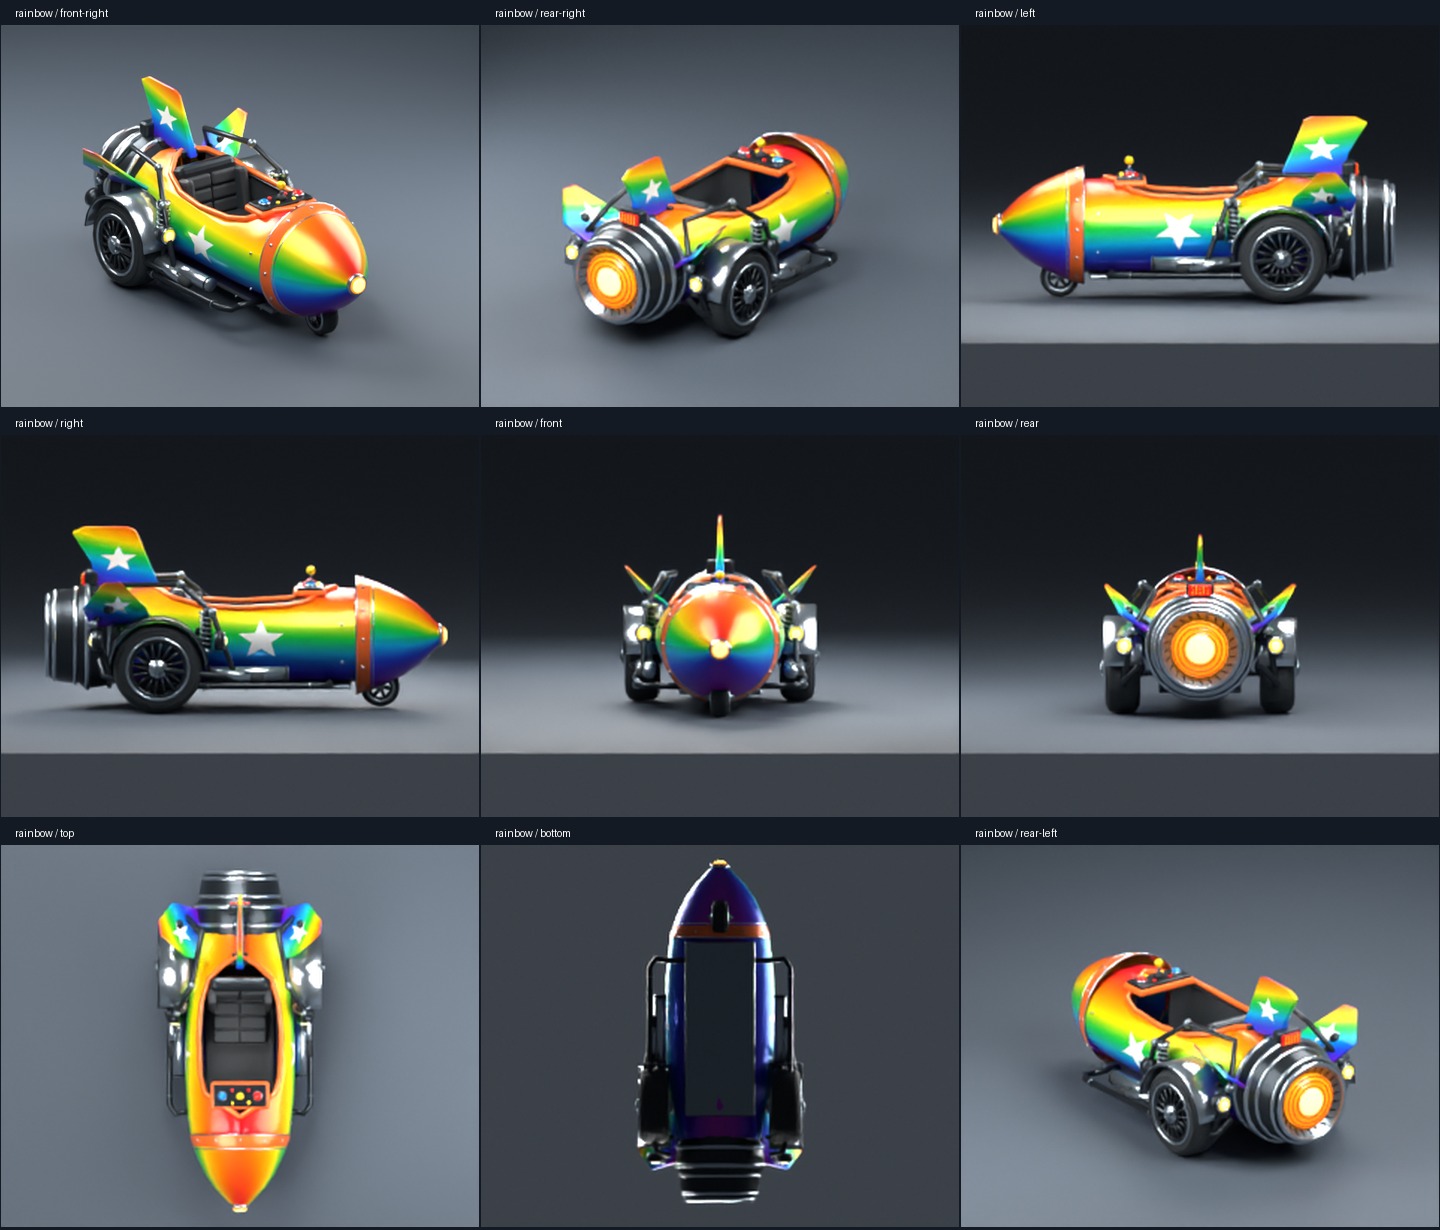 rainbow / front-right
rainbow / rear-right
rainbow / left
rainbow / right
rainbow / front
rainbow / rear
rainbow / top
rainbow / bottom
rainbow / rear-left